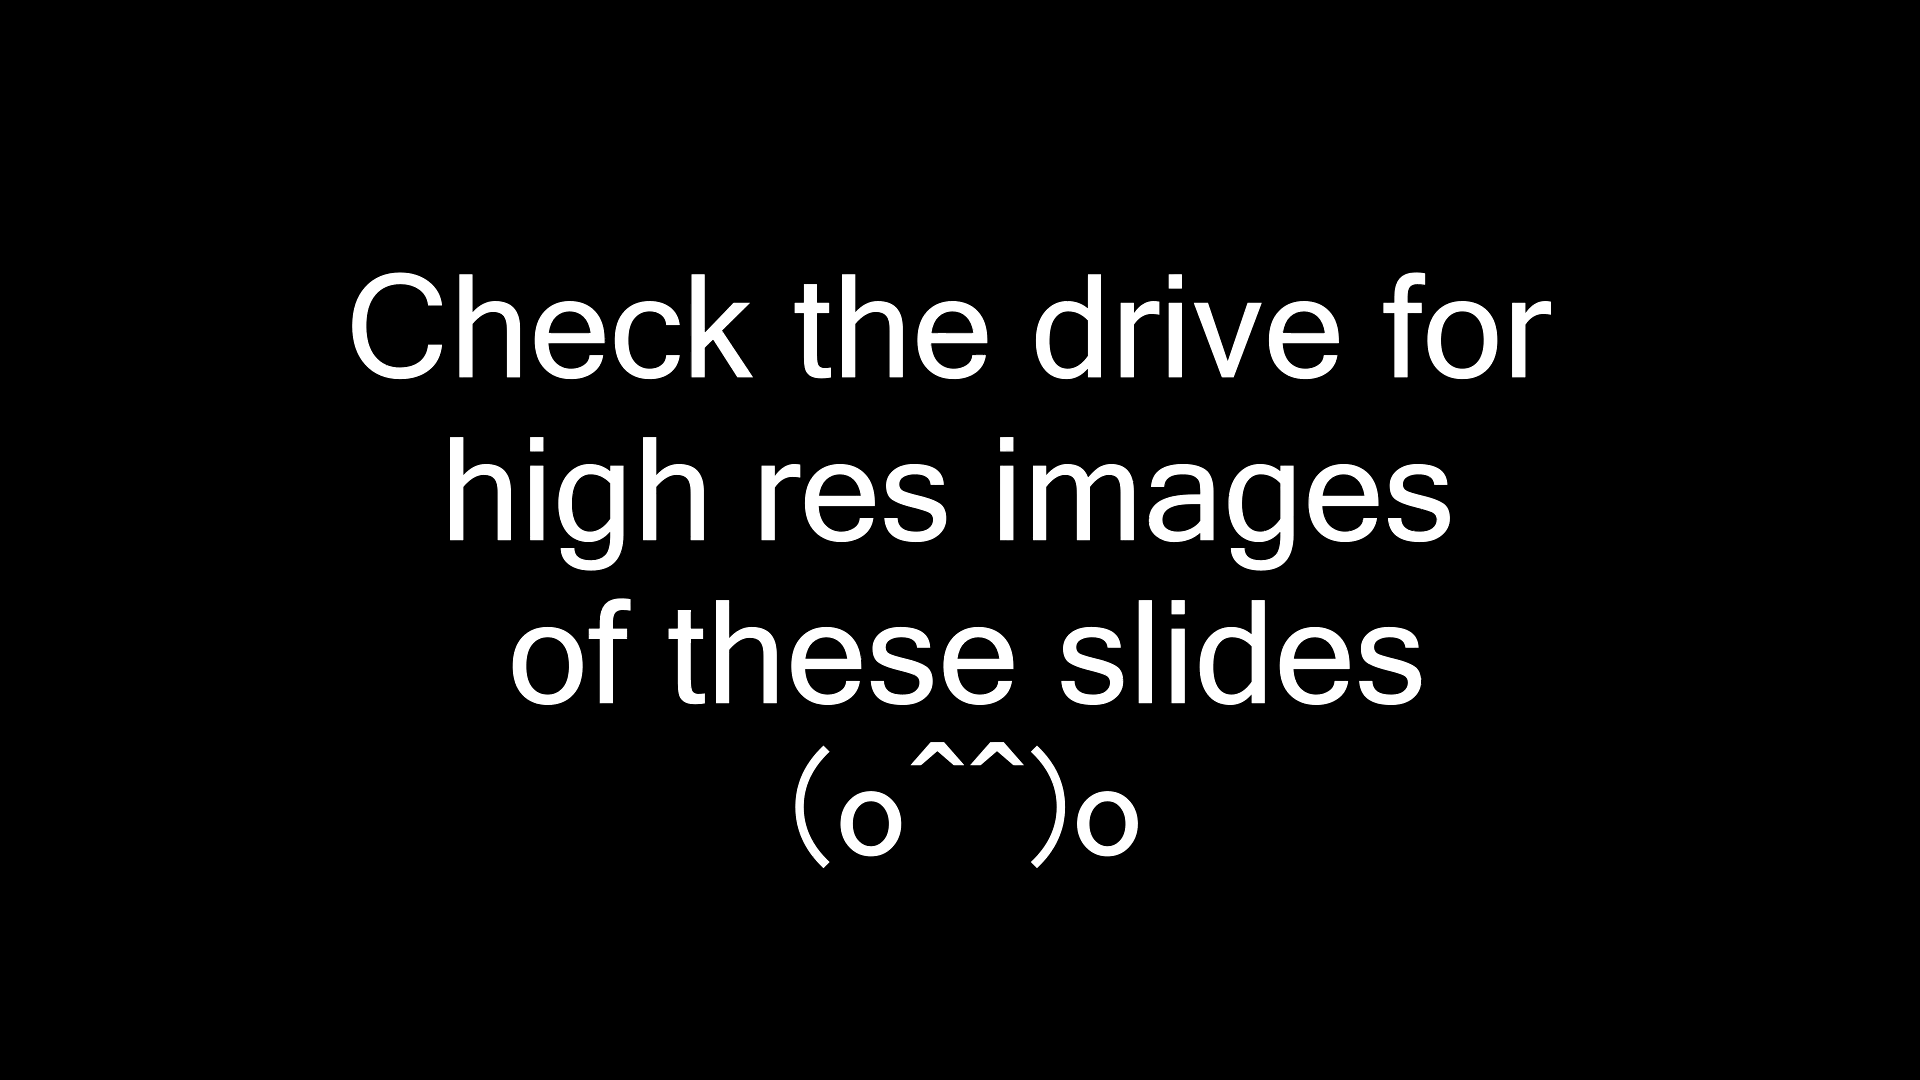 Check the drive for
high res images
of these slides
(o^^)o